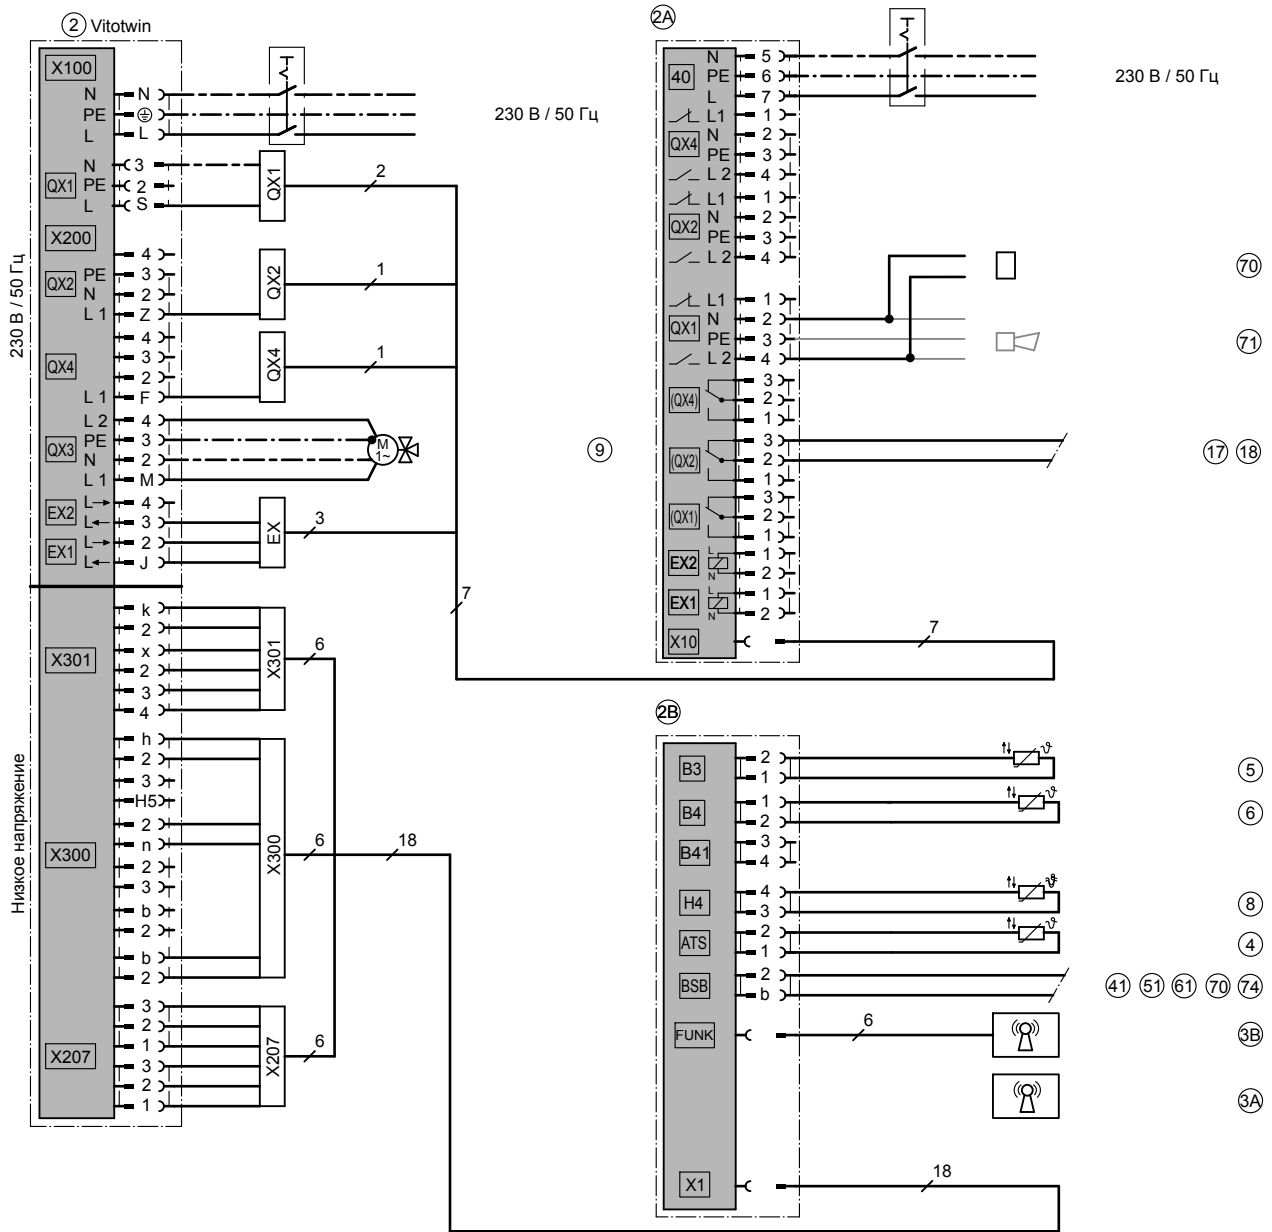 2 Vitotwin
230 В / 50 Гц
X100
N N
PE
L L
230 В / 50 Гц
N 3
QX1 PE 2
L S
QX1
2
X200
4
PE 3
QX2
N 2
L 1 Z
QX2
1
4
3
QX4
2
L 1 F
QX4
1
L 2 4
PE 3
QX3
N 2
L 1 M
M
1~
9
L 4
EX2
L 3
L 2
EX1
L J
EX
3
7
Низкое напряжение
k
2
x
X301
2
3
4
X301
6
h
2
3
H5
2
n
X300
2
3
b
2
b
2
X300
6
18
3
2
1
X207
3
2
1
X207
6
2A
N 5
40 PE 6
L 7
230 В / 50 Гц
L1 1
N 2
QX4
PE 3
L 2 4
L1 1
N 2
QX2
PE 3
L 2 4
70
L1 1
N 2
QX1
PE 3
L 2 4
71
3
(QX4) 2
1
3
(QX2) 2
1
17 18
3
(QX1) 2
1
L 1
EX2
N 2
L 1
EX1
N 2
X10
7
2B
2
B3
1
ϑ
5
1
B4
2
ϑ
6
3
B41
4
4
H4
3
ϑ
8
2
ATS
1
ϑ
4
2
BSB
b
41 51 61 70 74
FUNK
6
3B
3A
X1
18